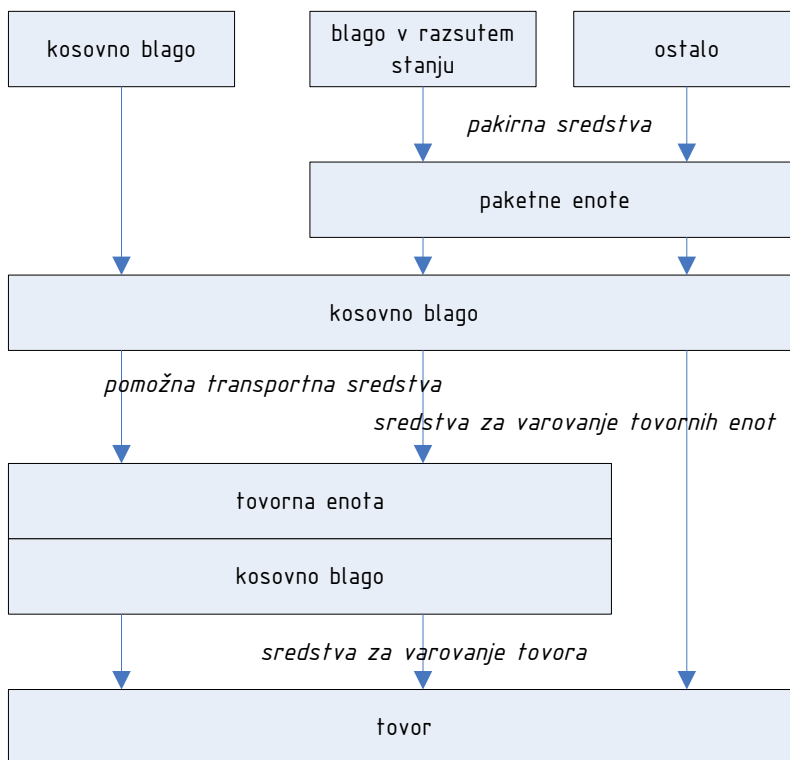 kosovno blago
blago v razsutem
stanju
ostalo
pakirna sredstva
paketne enote
kosovno blago
pomožna transportna sredstva
sredstva za varovanje tovornih enot
tovorna enota
kosovno blago
sredstva za varovanje tovora
tovor